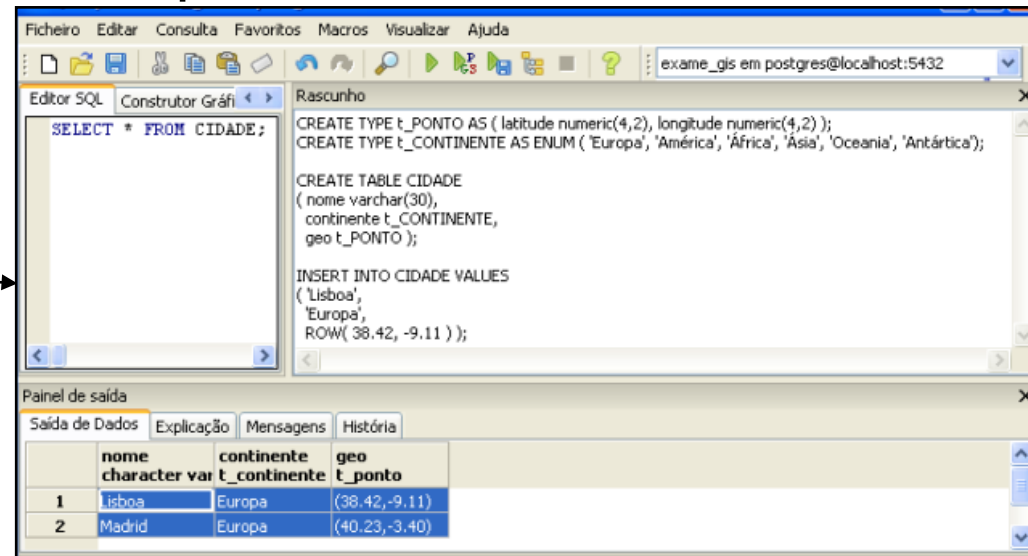 Ficheiro Editar Consulta Favoritos Macros Visualizar Ajuda
exame_gis em postgres@localhost:5432
Editor SQL Construtor Gráfi
SELECT * FROM CIDADE;
Rascunho
CREATE TYPE t_PONTO AS ( latitude numeric(4,2), longitude numeric(4,2) );
CREATE TYPE t_CONTINENTE AS ENUM ( 'Europa', 'América', 'África', 'Ásia', 'Oceania', 'Antártica');
CREATE TABLE CIDADE
( nome varchar(30),
continente t_CONTINENTE,
geo t_PONTO );
INSERT INTO CIDADE VALUES
( 'Lisboa',
'Europa',
ROW( 38.42, -9.11 ) );
Painel de saída
Saída de Dados Explicação Mensagens História
nome continente geo
character var t_continente t_ponto
1 Lisboa Europa (38.42,-9.11)
2 Madrid Europa (40.23,-3.40)